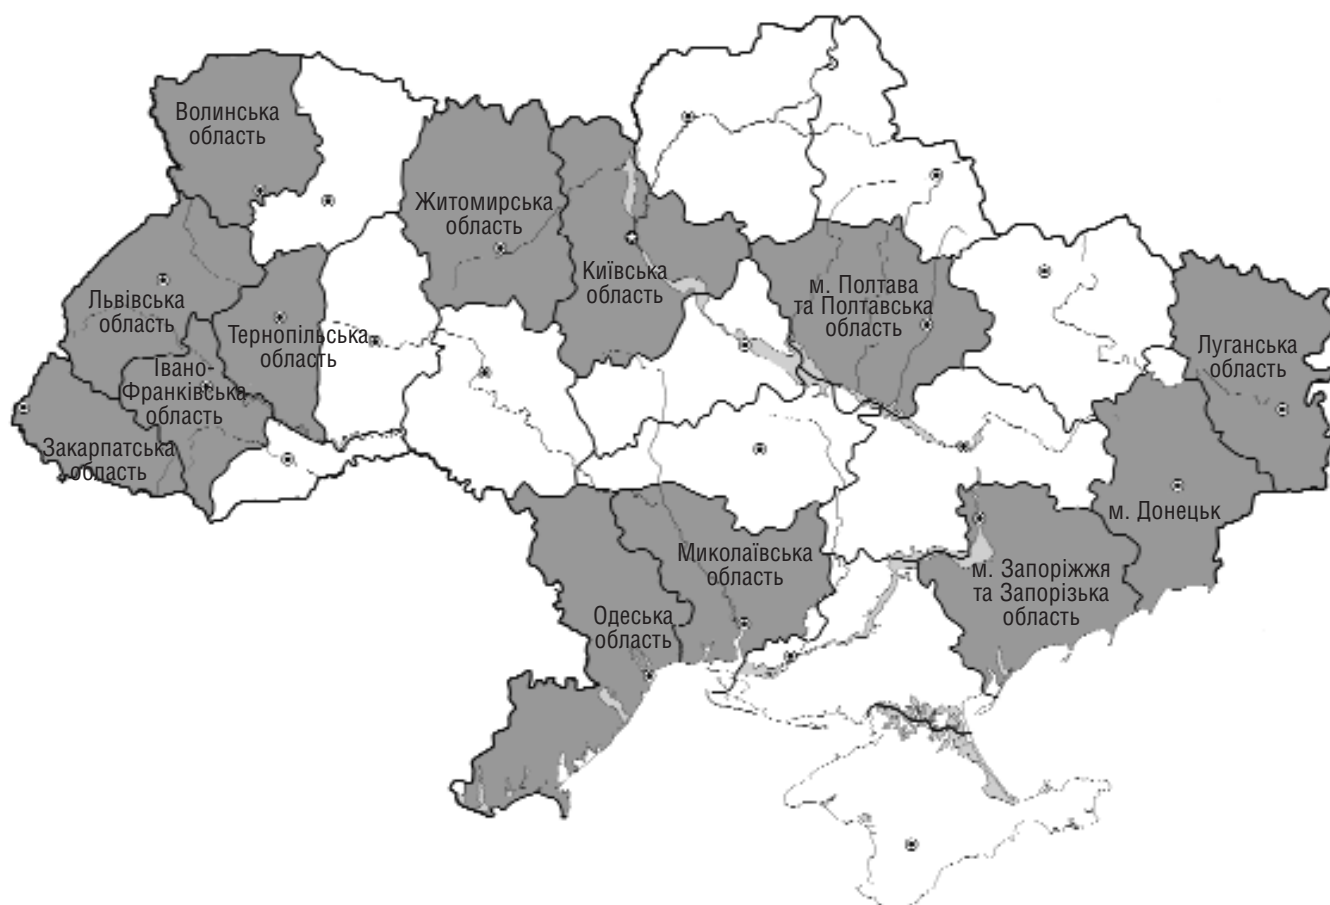 Волинська
область
Житомирська
область
Київська
область
Львівська
область
Тернопільська
область
Івано-
Франківська
область
Закарпатська
область
м. Полтава
та Полтавська
область
Луганська
область
м. Донецьк
м. Запоріжжя
та Запорізька
область
Миколаївська
область
Одеська
область